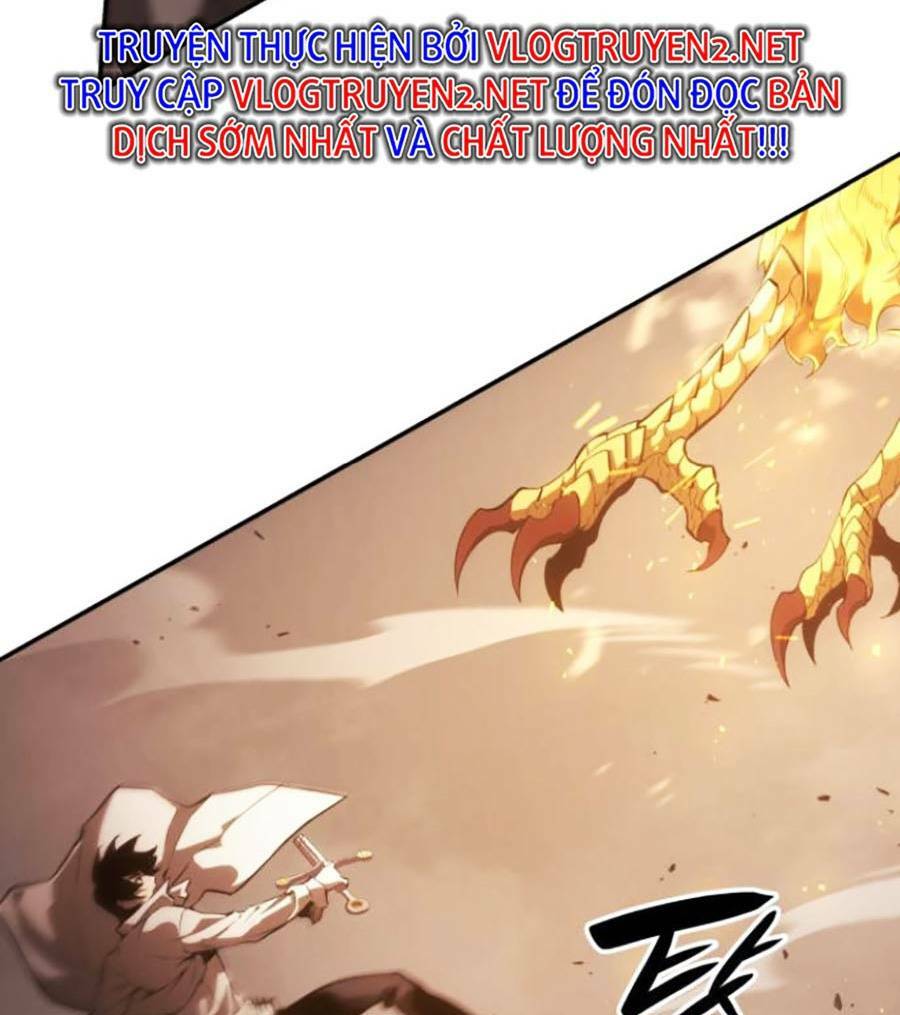 TRUYỆN THỰC HIỆN BỞI VLOGTRUYEN2.NET
TRUY CẬP VLOGTRUYEN2.NET ĐỂ ĐÓN ĐỌC BẢN
DỊCH SỚM NHẤT VÀ CHẤT LƯỢNG NHẤT!!!
탓